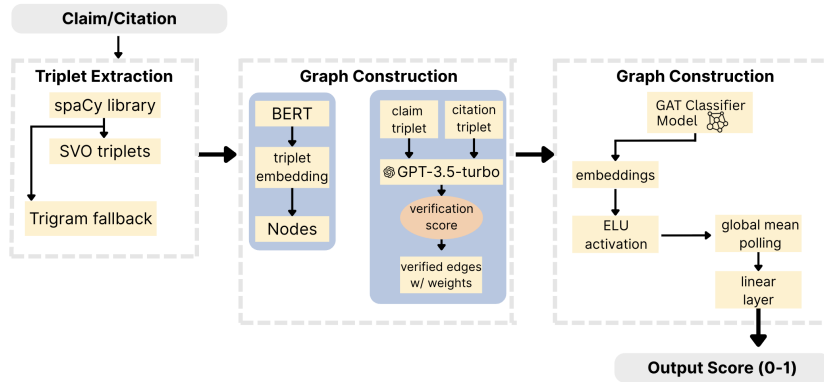 Claim/Citation
Triplet Extraction
spaCy library
SVO triplets
Trigram fallback
Graph Construction
BERT
triplet
embedding
Nodes
claim
triplet
citation
triplet
GPT-3.5-turbo
verification
score
verified edges
w/ weights
Graph Construction
GAT Classifier
Model
embeddings
ELU
activation
global mean
polling
linear
layer
Output Score (0-1)